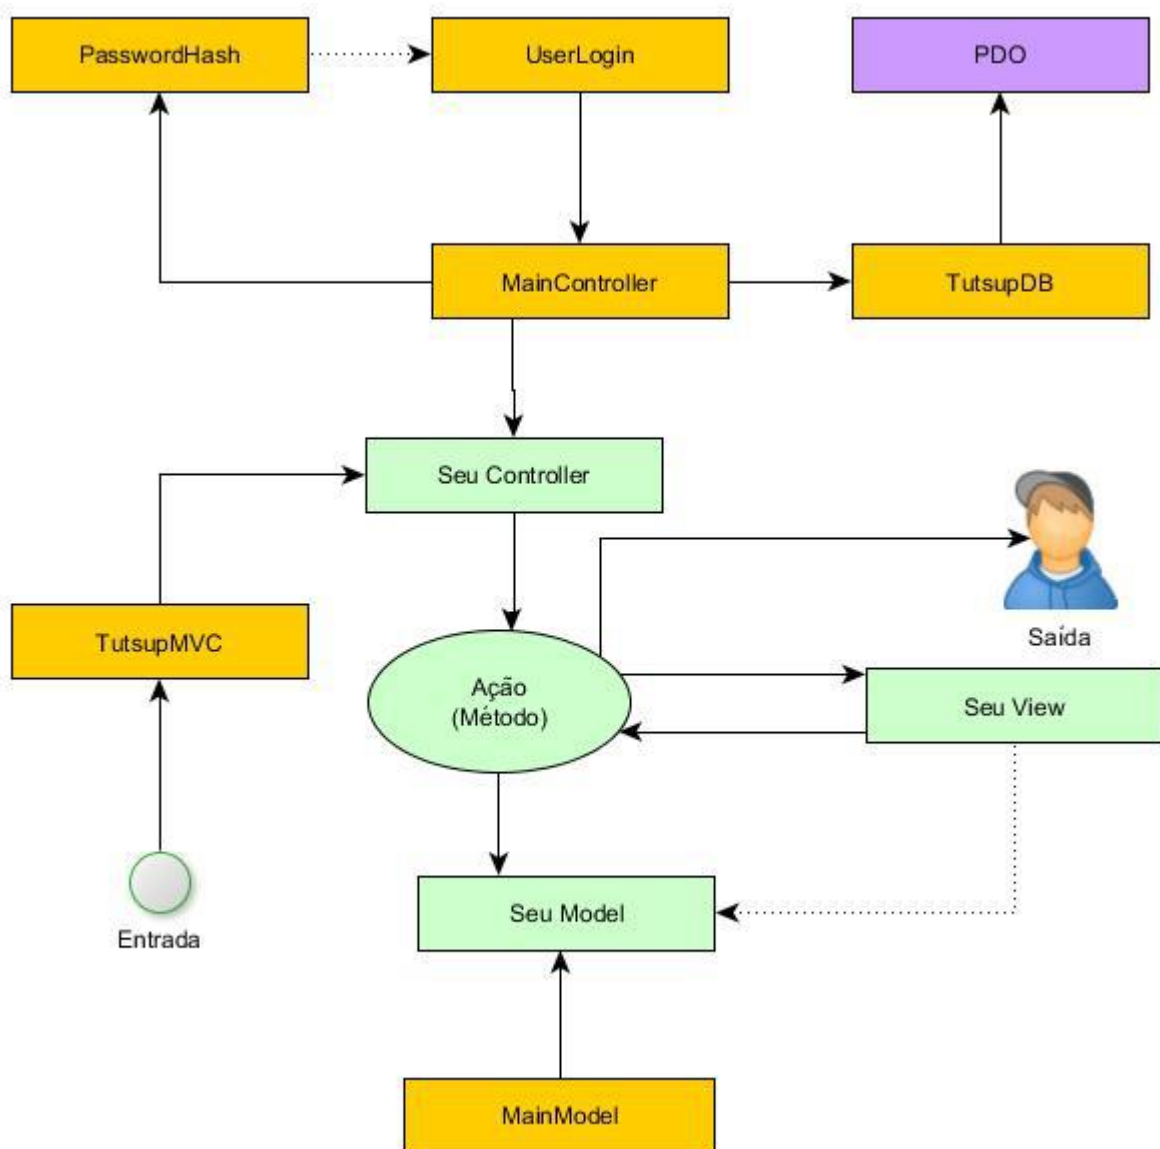 PasswordHash
UserLogin
PDO
MainController
TutsupDB
Seu Controller
TutsupMVC
Saída
Ação
(Método)
Seu View
Seu Model
Entrada
MainModel